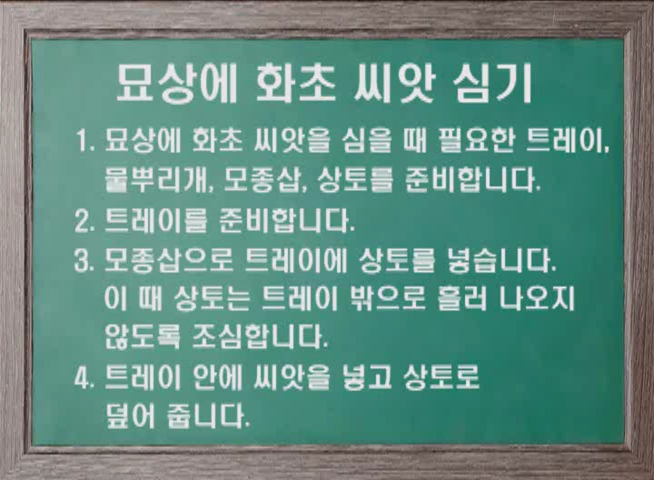 묘상에 화초 씨앗 심기
1. 묘상에 화초 씨앗을 심을 때 필요한 트레이,
물뿌리개, 모종삽, 상토를 준비합니다.
2. 트레이를 준비합니다.
3. 모종삽으로 트레이에 상토를 넣습니다.
이 때 상토는 트레이 밖으로 흘러 나오지
않도록 조심합니다.
4. 트레이 안에 씨앗을 넣고 상토로
덮어 줍니다.